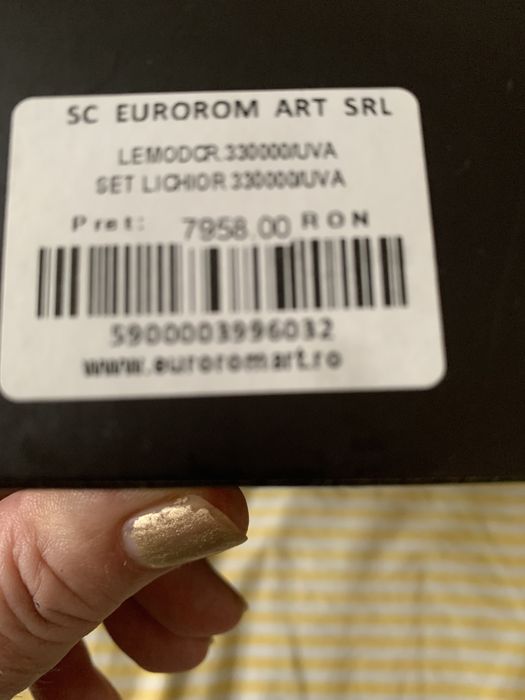 SC EUROROM ART SRL
LEMODCR.330000/UVA
SET LICHIOR 330000/UVA
Pret: 7958.00 RON
5900003996032
www.euroromart.ro